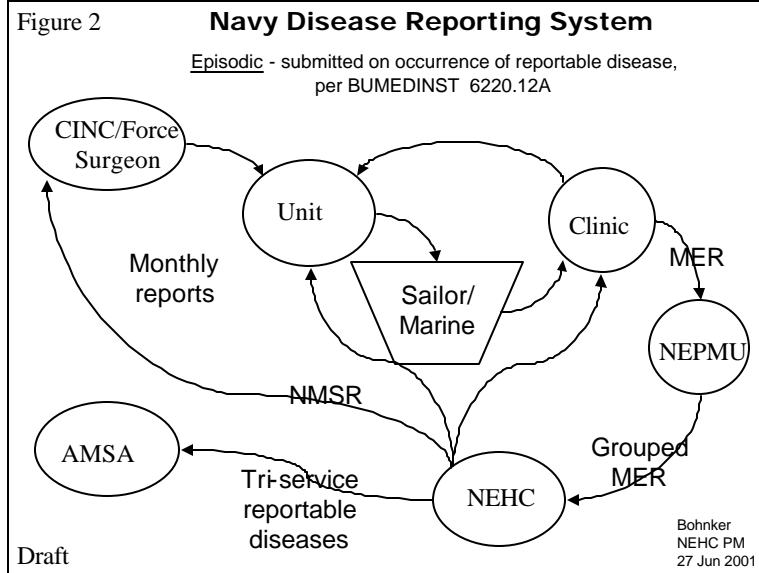 Figure 2
Navy Disease Reporting System
Episodic - submitted on occurrence of reportable disease,
per BUMEDINST 6220.12A
CINC/Force
Surgeon
Unit
Clinic
Monthly
reports
Sailor/
Marine
MER
NEPMU
NMSR
AMSA
Tri-service
reportable
diseases
NEHC
Grouped
MER
Draft
Bohnker
NEHC PM
27 Jun 2001